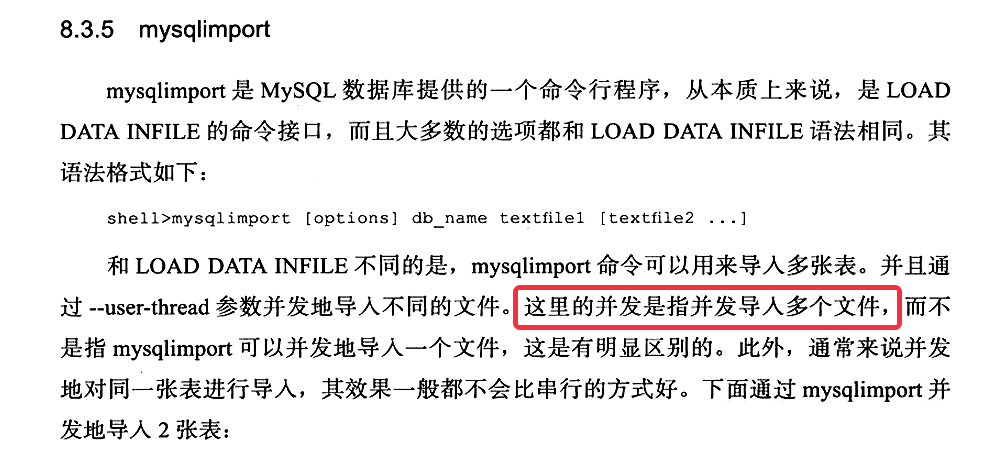 8.3.5 mysqlimport
mysqlimport 是 MySQL 数据库提供的一个命令行程序，从本质上来说，是 LOAD
DATA INFILE 的命令接口，而且大多数的选项都和 LOAD DATA INFILE 语法相同。其
语法格式如下：
shell>mysqlimport [options] db_name textfile1 [textfile2 ...]
和 LOAD DATA INFILE 不同的是，mysqlimport 命令可以用来导入多张表。并且通
过 --user-thread 参数并发地导入不同的文件。这里的并发是指并发导入多个文件，而不
是指 mysqlimport 可以并发地导入一个文件，这是有明显区别的。此外，通常来说并发
地对同一张表进行导入，其效果一般都不会比串行的方式好。下面通过 mysqlimport 并
发地导入 2 张表：